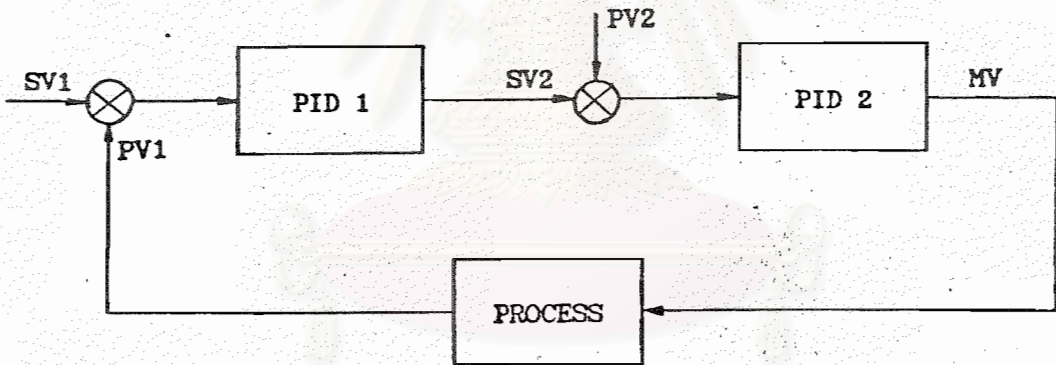 PV2
SV1
PID 1
SV2
PID 2
MV
PV1
PROCESS